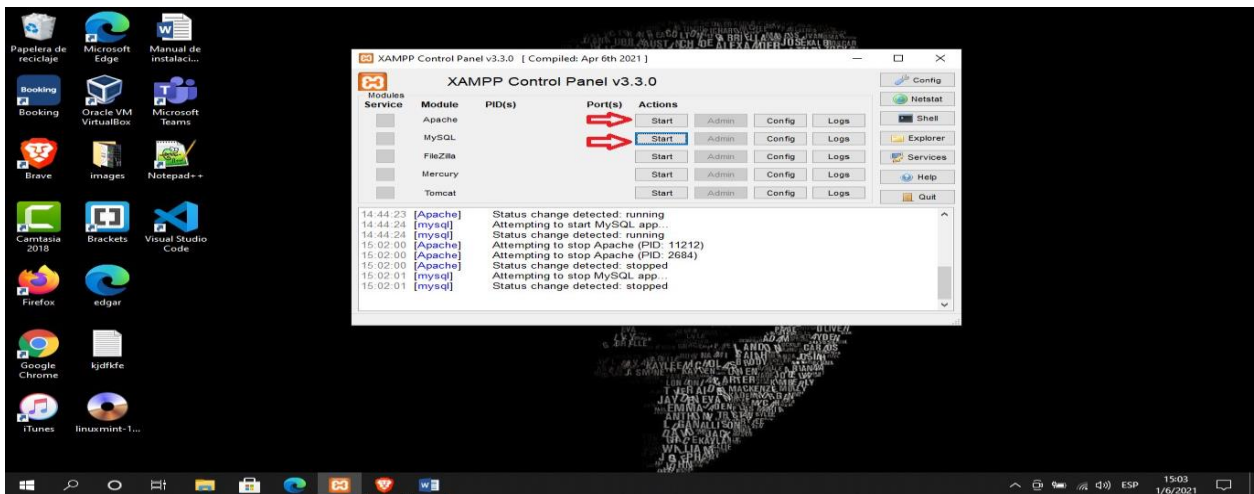 Papelera de
reciclaje
Microsoft
Edge
Manual de
instalaci...
Booking
Booking
Oracle VM
VirtualBox
Microsoft
Teams
Brave
images
Notepad++
Camtasia
2018
Brackets
Visual Studio
Code
Firefox
edgar
Google
Chrome
kjdfkfe
iTunes
linuxmint-1...
XAMPP Control Panel v3.3.0 [ Compiled: Apr 6th 2021 ]
XAMPP Control Panel v3.3.0
Config
Modules
Service Module PID(s) Port(s) Actions
Netstat
Apache Start Admin Config Logs
Shell
MySQL Start Admin Config Logs
Explorer
FileZilla Start Admin Config Logs
Services
Mercury Start Admin Config Logs
Help
Tomcat Start Admin Config Logs
Quit
14:44:23 [Apache] Status change detected: running
14:44:24 [mysql] Attempting to start MySQL app...
14:44:24 [mysql] Status change detected: running
15:02:00 [Apache] Attempting to stop Apache (PID: 11212)
15:02:00 [Apache] Attempting to stop Apache (PID: 2684)
15:02:00 [Apache] Status change detected: stopped
15:02:01 [mysql] Attempting to stop MySQL app...
15:02:01 [mysql] Status change detected: stopped
ESP
15:03
1/6/2021